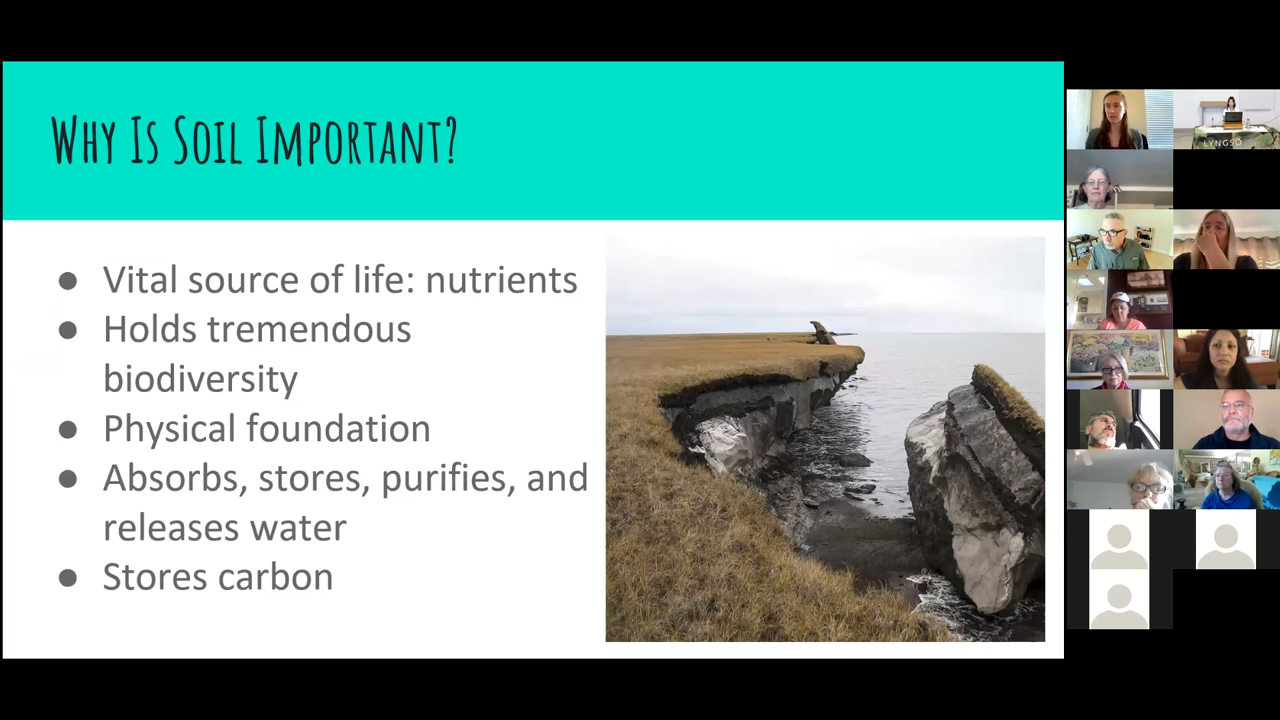 WHY IS SOIL IMPORTANT?
● Vital source of life: nutrients
● Holds tremendous
biodiversity
● Physical foundation
● Absorbs, stores, purifies, and
releases water
● Stores carbon
LYNGSO